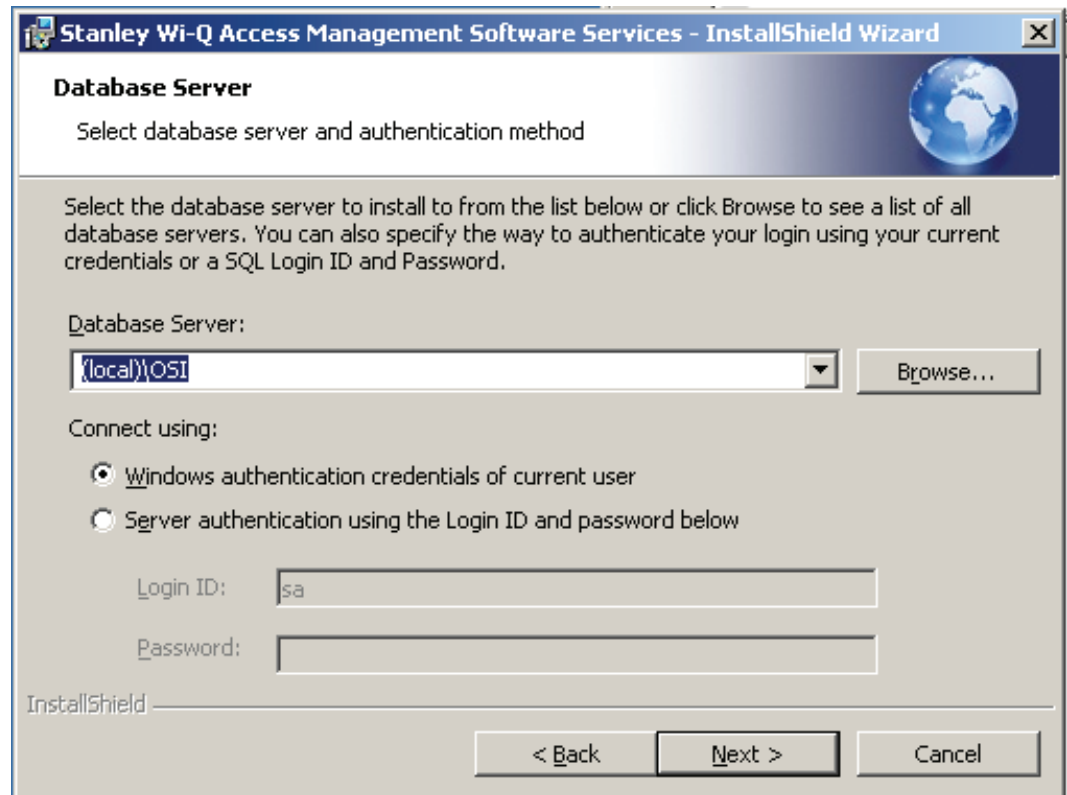 Stanley Wi-Q Access Management Software Services - InstallShield Wizard
Database Server
Select database server and authentication method
Select the database server to install to from the list below or click Browse to see a list of all
database servers. You can also specify the way to authenticate your login using your current
credentials or a SQL Login ID and Password.
Database Server:
(local)\OSI
Browse...
Connect using:
Windows authentication credentials of current user
Server authentication using the Login ID and password below
Login ID:
sa
Password:
InstallShield
< Back
Next >
Cancel